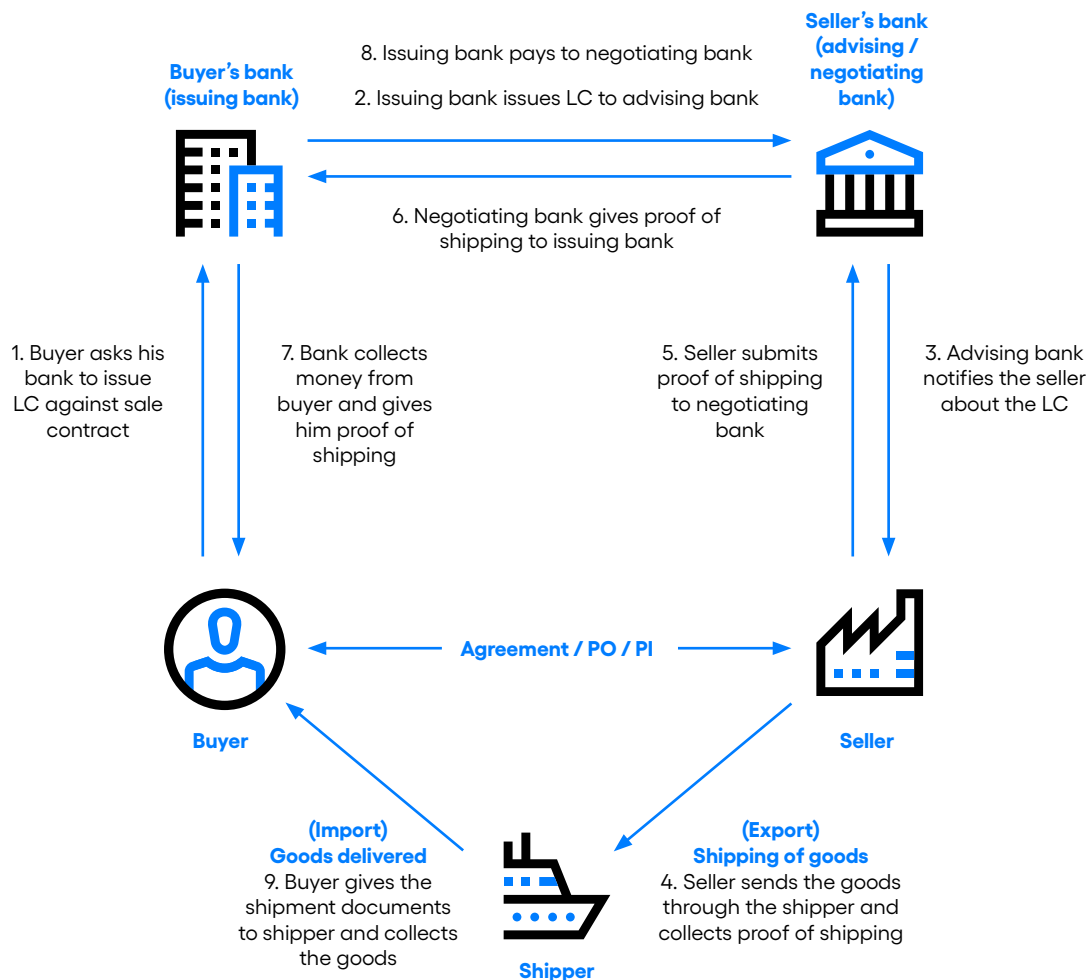 Seller’s bank
(advising /
negotiating
bank)
8. Issuing bank pays to negotiating bank
Buyer’s bank
(issuing bank)
2. Issuing bank issues LC to advising bank
6. Negotiating bank gives proof of
shipping to issuing bank
1. Buyer asks his
bank to issue
LC against sale
contract
7. Bank collects
money from
buyer and gives
him proof of
shipping
5. Seller submits
proof of shipping
to negotiating
bank
3. Advising bank
notifies the seller
about the LC
Agreement / PO / PI
Buyer
Seller
(Import)
Goods delivered
9. Buyer gives the
shipment documents
to shipper and collects
the goods
(Export)
Shipping of goods
4. Seller sends the goods
through the shipper and
collects proof of shipping
Shipper